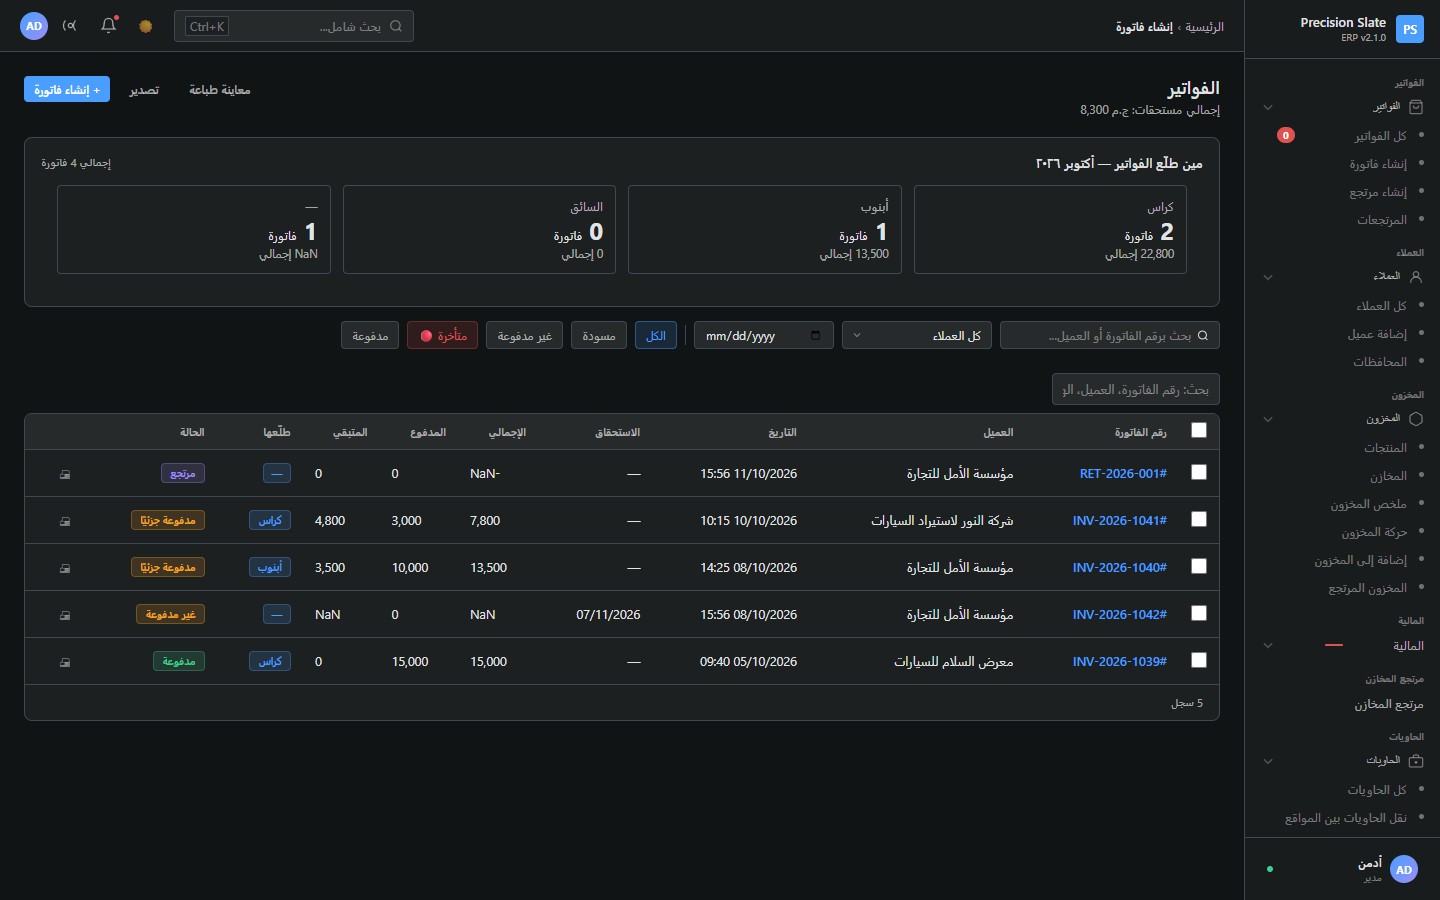 PS
Precision Slate
ERP v2.1.0
الرئيسية › إنشاء فاتورة
بحث شامل...
Ctrl+K
AD
الفواتير
الفواتير
كل الفواتير
0
إنشاء فاتورة
إنشاء مرتجع
المرتجعات
العملاء
العملاء
كل العملاء
إضافة عميل
المحافظات
المخزون
المخزون
المنتجات
المخازن
ملخص المخزون
حركة المخزون
إضافة إلى المخزون
المخزون المرتجع
المالية
المالية
مرتجع المخازن
مرتجع المخازن
الحاويات
الحاويات
كل الحاويات
نقل الحاويات بين المواقع
AD
أدمن
مدير
الفواتير
إجمالي مستحقات: ج.م 8,300
معاينة طباعة
تصدير
+ إنشاء فاتورة
مين طلّع الفواتير — أكتوبر ٢٠٢٦
إجمالي 4 فاتورة
كراس
2 فاتورة
22,800 إجمالي
أبنوب
1 فاتورة
13,500 إجمالي
السائق
0 فاتورة
0 إجمالي
—
1 فاتورة
NaN إجمالي
بحث برقم الفاتورة أو العميل...
كل العملاء
mm/dd/yyyy
الكل
مسودة
غير مدفوعة
متأخرة
مدفوعة
بحث: رقم الفاتورة، العميل،
رقم الفاتورة العميل التاريخ الاستحقاق الإجمالي المدفوع المتبقي طلّعها الحالة
RET-2026-001# مؤسسة الأمل للتجارة 11/10/2026 15:56 — NaN- 0 0 — مرتجع
INV-2026-1041# شركة النور لاستيراد السيارات 10/10/2026 10:15 — 7,800 3,000 4,800 كراس مدفوعة جزئيًا
INV-2026-1040# مؤسسة الأمل للتجارة 08/10/2026 14:25 — 13,500 10,000 3,500 أبنوب مدفوعة جزئيًا
INV-2026-1042# مؤسسة الأمل للتجارة 08/10/2026 15:56 07/11/2026 NaN 0 NaN — غير مدفوعة
INV-2026-1039# معرض السلام للسيارات 05/10/2026 09:40 — 15,000 15,000 0 كراس مدفوعة
5 سجل